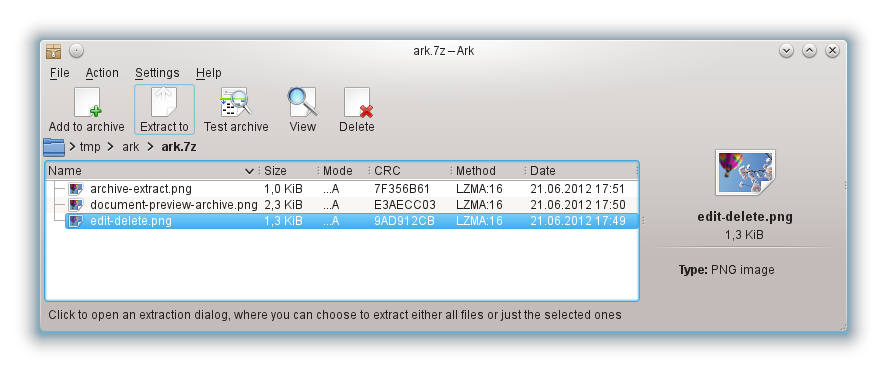 ark.7z – Ark
File Action Settings Help
Add to archive Extract to Test archive View Delete
tmp ark ark.7z
Name Size Mode CRC Method Date
archive-extract.png 1,0 KiB ...A 7F356B61 LZMA:16 21.06.2012 17:51
document-preview-archive.png 2,3 KiB ...A E3AECC03 LZMA:16 21.06.2012 17:50
edit-delete.png 1,3 KiB ...A 9AD912CB LZMA:16 21.06.2012 17:49
edit-delete.png
1,3 KiB
Type: PNG image
Click to open an extraction dialog, where you can choose to extract either all files or just the selected ones